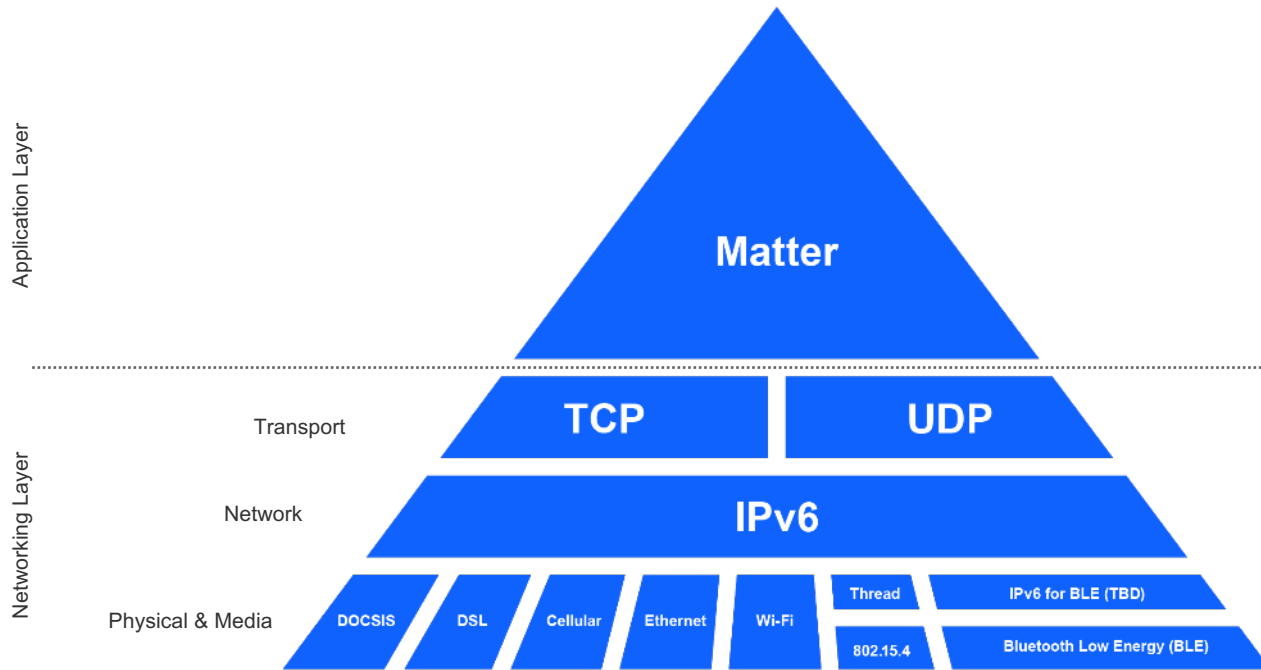 Application Layer
Matter
Networking Layer
Transport
TCP
UDP
Network
IPv6
Physical & Media
DOCSIS
DSL
Cellular
Ethernet
Wi-Fi
Thread
802.15.4
IPv6 for BLE (TBD)
Bluetooth Low Energy (BLE)